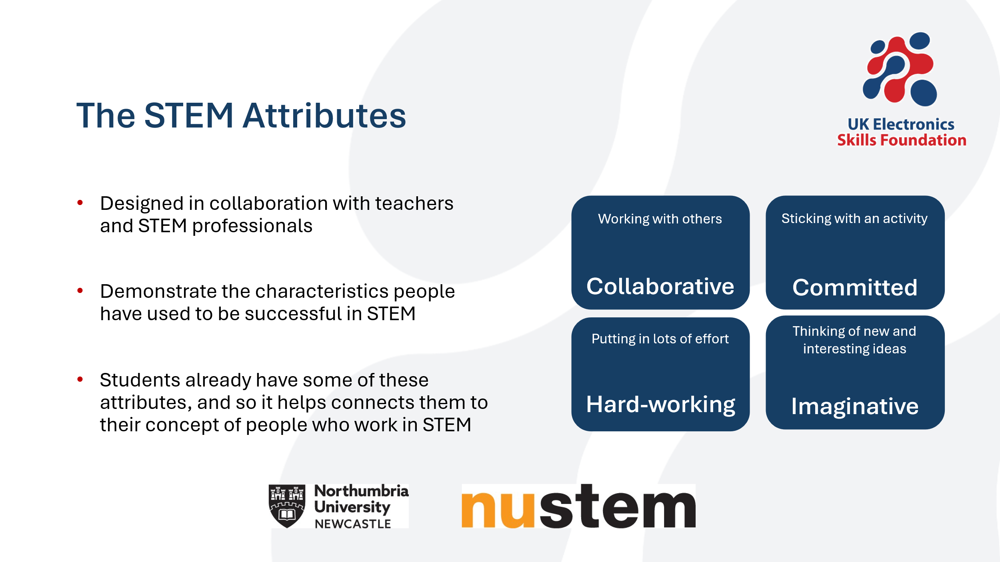 The STEM Attributes
UK Electronics
Skills Foundation
• Designed in collaboration with teachers
and STEM professionals
• Demonstrate the characteristics people
have used to be successful in STEM
• Students already have some of these
attributes, and so it helps connects them to
their concept of people who work in STEM
Working with others
Collaborative
Sticking with an activity
Committed
Putting in lots of effort
Hard-working
Thinking of new and
interesting ideas
Imaginative
Northumbria
University
NEWCASTLE
nustem